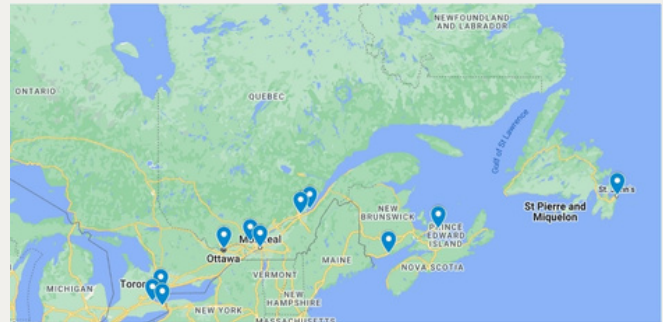 NEWFOUNDLAND
AND LABRADOR
ONTARIO
QUEBEC
Gulf of St Lawrence
St Pierre and
Miquelon
NEW
BRUNSWICK
PRINCE
EDWARD
ISLAND
NOVA SCOTIA
Ottawa
MAINE
VERMONT
MICHIGAN
NEW
HAMPSHIRE
NEW YORK